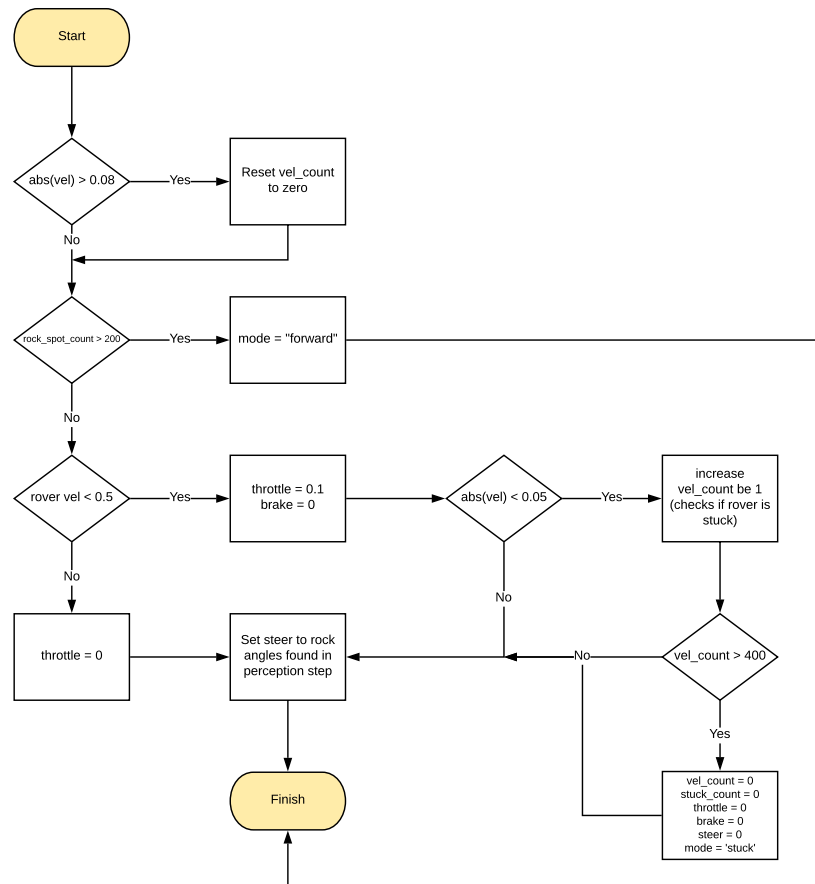 Start
abs(vel) > 0.08
Yes
Reset vel_count
to zero
No
rock_spot_count > 200
Yes
mode = "forward"
No
rover vel < 0.5
Yes
throttle = 0.1
brake = 0
abs(vel) < 0.05
Yes
increase
vel_count be 1
(checks if rover is
stuck)
No
No
throttle = 0
Set steer to rock
angles found in
perception step
No
vel_count > 400
Yes
Finish
vel_count = 0
stuck_count = 0
throttle = 0
brake = 0
steer = 0
mode = 'stuck'